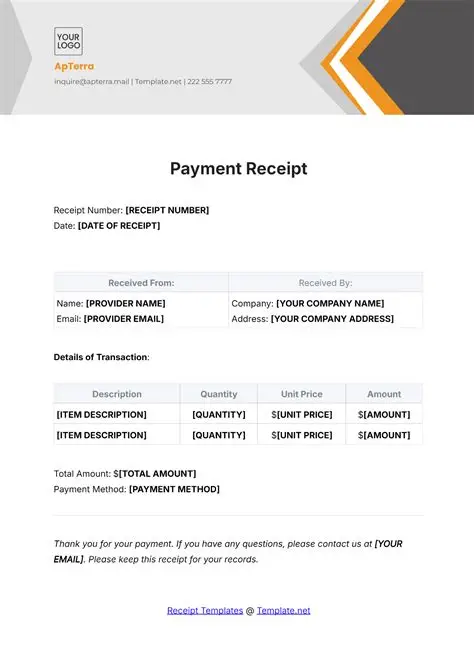 YOUR
LOGO
ApTerra
inquire@apterra.mail | Template.net | 222 555 7777
Payment Receipt
Receipt Number: [RECEIPT NUMBER]
Date: [DATE OF RECEIPT]
Received From: Received By:
Name: [PROVIDER NAME] Company: [YOUR COMPANY NAME]
Email: [PROVIDER EMAIL] Address: [YOUR COMPANY ADDRESS]
Details of Transaction:
Description Quantity Unit Price Amount
[ITEM DESCRIPTION] [QUANTITY] $[UNIT PRICE] $[AMOUNT]
[ITEM DESCRIPTION] [QUANTITY] $[UNIT PRICE] $[AMOUNT]
Total Amount: $[TOTAL AMOUNT]
Payment Method: [PAYMENT METHOD]
Thank you for your payment. If you have any questions, please contact us at [YOUR
EMAIL]. Please keep this receipt for your records.
Receipt Templates @ Template.net